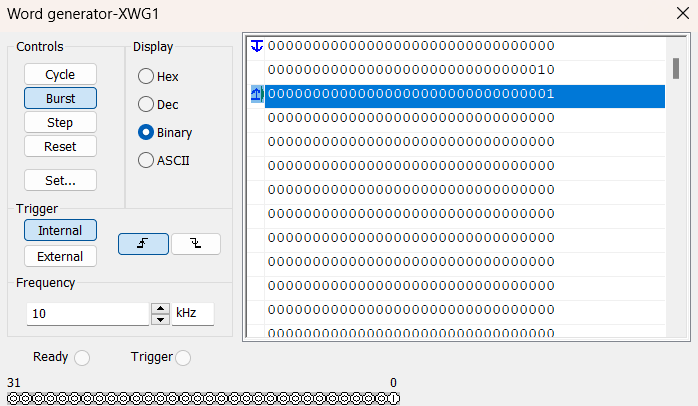 Word generator-XWG1
Controls
Cycle
Burst
Step
Reset
Set...
Display
Hex
Dec
Binary
ASCII
Trigger
Internal
External
Frequency
10
kHz
Ready
Trigger
00000000000000000000000000000000
00000000000000000000000000000010
00000000000000000000000000000001
00000000000000000000000000000000
00000000000000000000000000000000
00000000000000000000000000000000
00000000000000000000000000000000
00000000000000000000000000000000
00000000000000000000000000000000
00000000000000000000000000000000
00000000000000000000000000000000
00000000000000000000000000000000
00000000000000000000000000000000
31
0